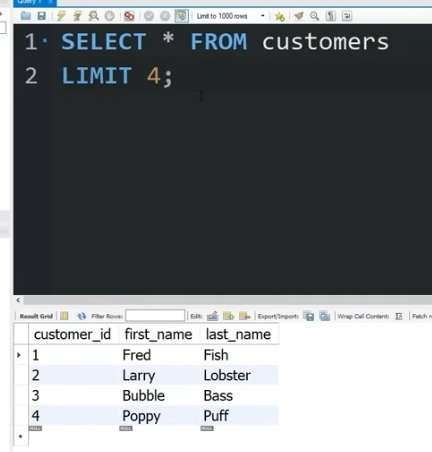 Query 1
Limit to 1000 rows
1 SELECT * FROM customers
2 LIMIT 4;
Result Grid Filter Rows: Edit: Export/Import: Wrap Cell Content: Fetch
customer_id first_name last_name
1 Fred Fish
2 Larry Lobster
3 Bubble Bass
4 Poppy Puff
NULL NULL NULL